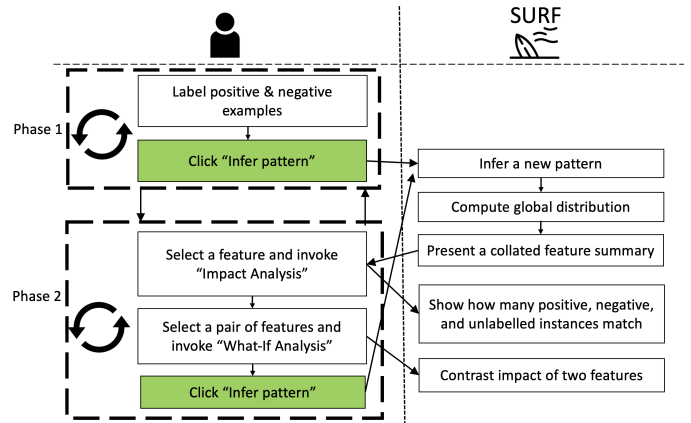 SURF
Phase 1
Label positive & negative
examples
Click “Infer pattern”
Infer a new pattern
Compute global distribution
Present a collated feature summary
Phase 2
Select a feature and invoke
“Impact Analysis”
Show how many positive, negative,
and unlabelled instances match
Select a pair of features and
invoke “What-If Analysis”
Contrast impact of two features
Click “Infer pattern”